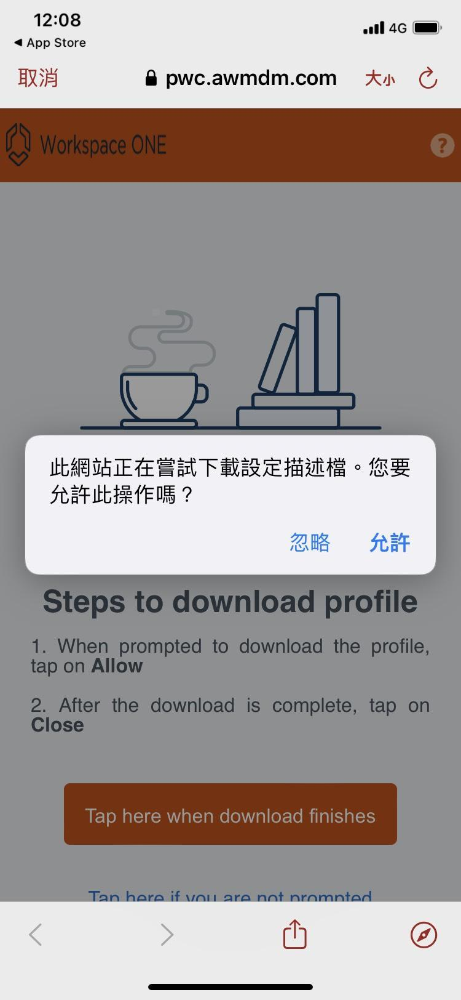 12:08
4G
◀ App Store
取消
pwc.awmdm.com
大小
Workspace ONE
?
此網站正在嘗試下載設定描述檔。您要
允許此操作嗎？
忽略
允許
Steps to download profile
1. When prompted to download the profile,
tap on Allow
2. After the download is complete, tap on
Close
Tap here when download finishes
Tap here if you are not prompted